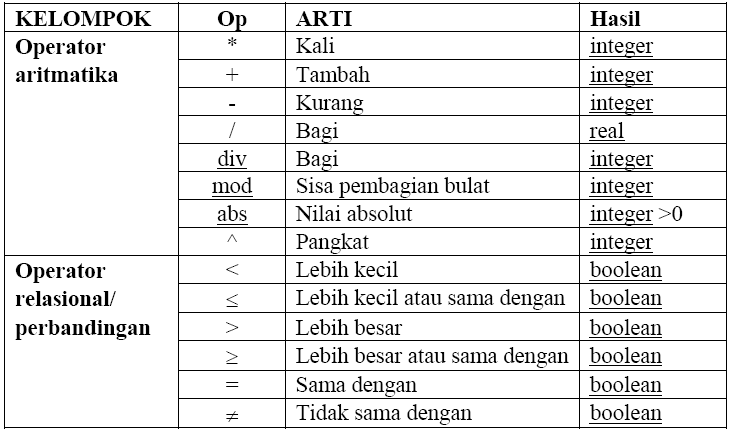 KELOMPOK Op ARTI Hasil
Operator * Kali integer
aritmatika + Tambah integer
- Kurang integer
/ Bagi real
div Bagi integer
mod Sisa pembagian bulat integer
abs Nilai absolut integer >0
^ Pangkat integer
Operator < Lebih kecil boolean
relasional/ ≤ Lebih kecil atau sama dengan boolean
perbandingan > Lebih besar boolean
≥ Lebih besar atau sama dengan boolean
= Sama dengan boolean
≠ Tidak sama dengan boolean